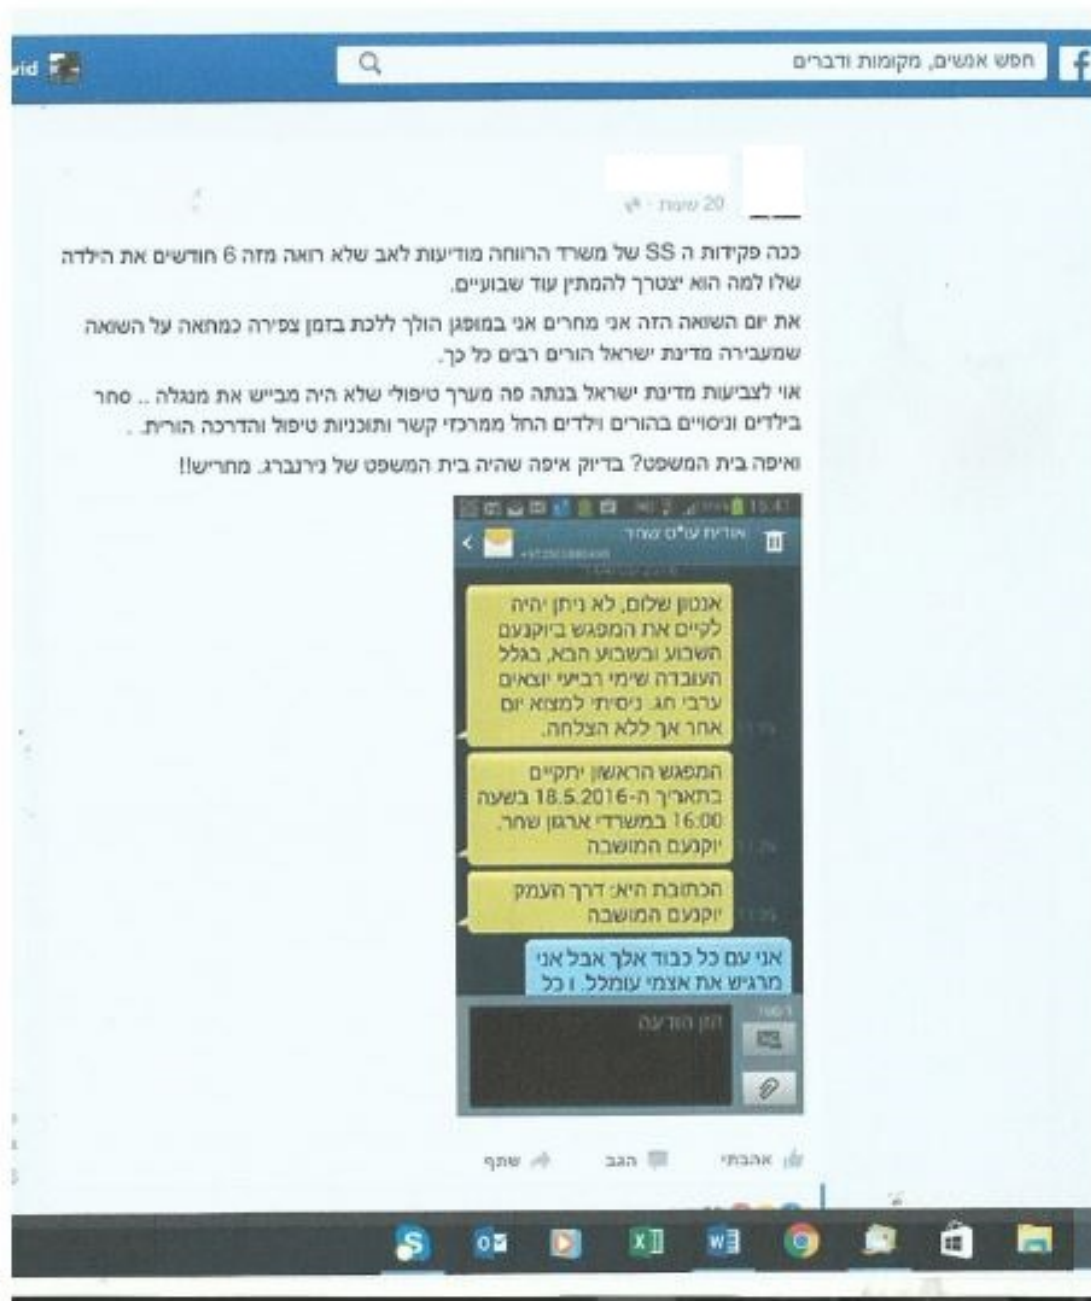 חפש אנשים, מקומות ודברים
vid
20 שעות
ככה פקידות ה SS של משרד הרווחה מודיעות לאב שלא רואה מזה 6 חודשים את הילדה
שלו למה הוא יצטרך להמתין עוד שבועיים.
את יום השואה הזה אני מחרים אני במופגן הולך ללכת בזמן צפירה כמחאה על השואה
שמעבירה מדינת ישראל הורים רבים כל כך.
אוי לצביעות מדינת ישראל בנתה פה מערך טיפולי שלא היה מבייש את מנגלה .. סחר
בילדים וניסויים בהורים וילדים החל ממרכזי קשר ותוכניות טיפול והדרכה הורית. .
ואיפה בית המשפט? בדיוק איפה שהיה בית המשפט של נירנברג. מחריש!!
15:41
אורית עו"ס שחר
אנטון שלום, לא ניתן יהיה
לקיים את המפגש ביוקנעם
השבוע ובשבוע הבא, בגלל
העובדה שימי רביעי יוצאים
ערבי חג. ניסיתי למצוא יום
אחר אך ללא הצלחה.
המפגש הראשון יתקיים
בתאריך ה-18.5.2016 בשעה
16:00 במשרדי ארגון שחר.
יוקנעם המושבה
הכתובת היא: דרך העמק
יוקנעם המושבה
אני עם כל כבוד אלך אבל אני
מרגיש את אצמי עומלל. ו כל
הזן הודעה
אהבתי
הגב
שתף